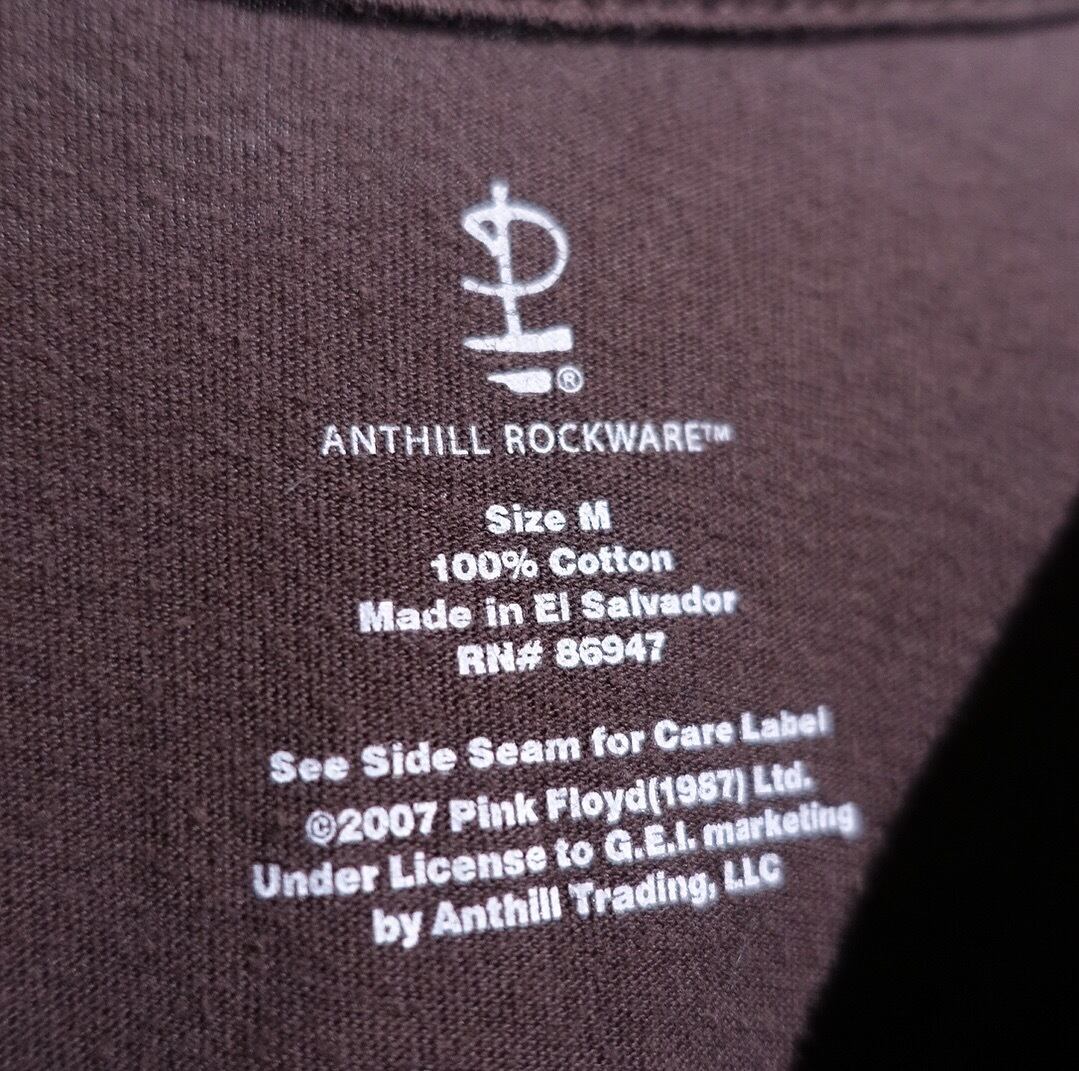 ®
ANTHILL ROCKWARE™
Size M
100% Cotton
Made in El Salvador
RN# 86947
See Side Seam for Care Label
©2007 Pink Floyd(1987) Ltd.
Under License to G.E.I. marketing
by Anthill Trading, LLC